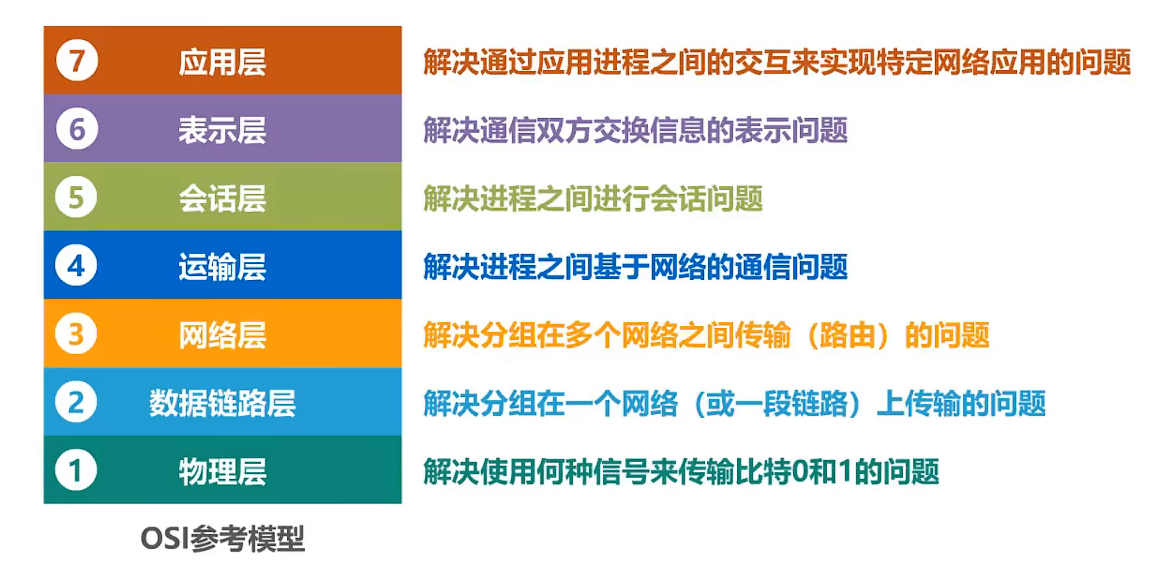 7 应用层 解决通过应用进程之间的交互来实现特定网络应用的问题
6 表示层 解决通信双方交换信息的表示问题
5 会话层 解决进程之间进行会话问题
4 运输层 解决进程之间基于网络的通信问题
3 网络层 解决分组在多个网络之间传输（路由）的问题
2 数据链路层 解决分组在一个网络（或一段链路）上传输的问题
1 物理层 解决使用何种信号来传输比特0和1的问题
OSI参考模型